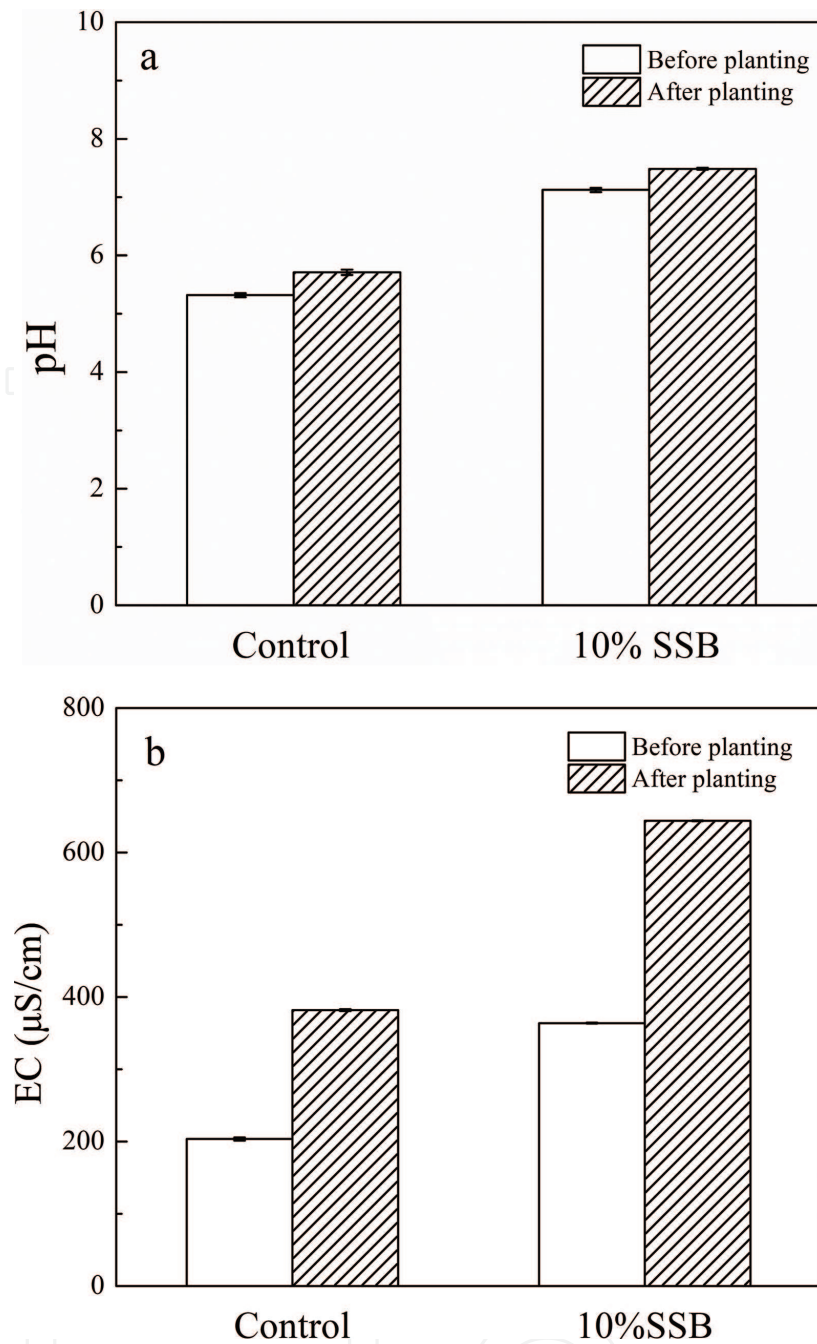 a
Before planting
After planting
10
8
6
4
2
0
pH
Control
10% SSB
b
Before planting
After planting
800
600
400
200
0
EC (μS/cm)
Control
10%SSB